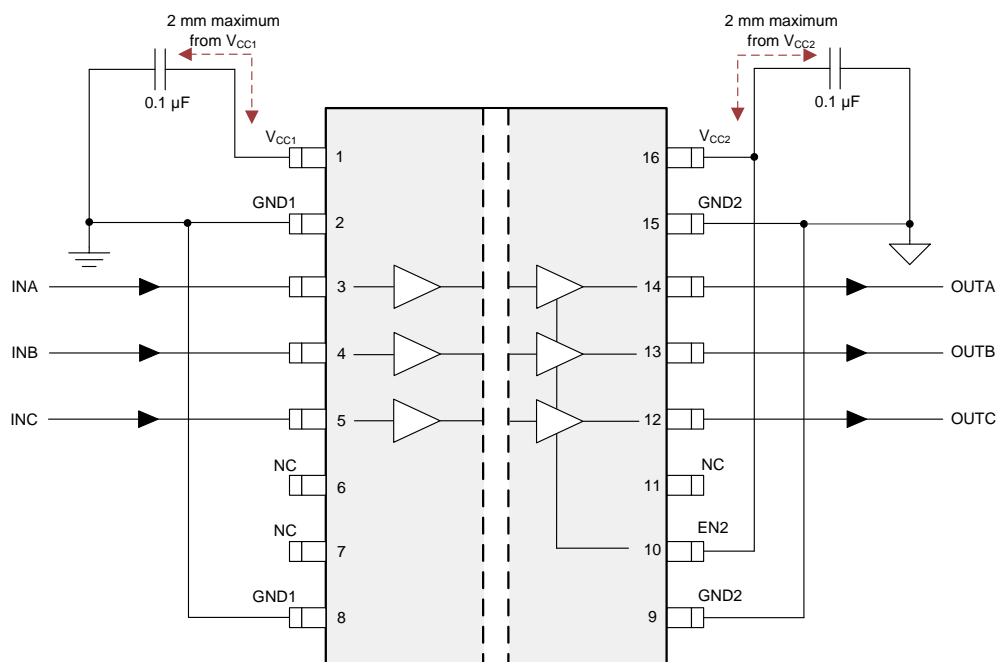 2 mm maximum
from VCC1
2 mm maximum
from VCC2
0.1 µF
0.1 µF
VCC1
1
16
VCC2
GND1
2
15
GND2
INA
3
14
OUTA
INB
4
13
OUTB
INC
5
12
OUTC
NC
6
11
NC
NC
7
10
EN2
GND1
8
9
GND2